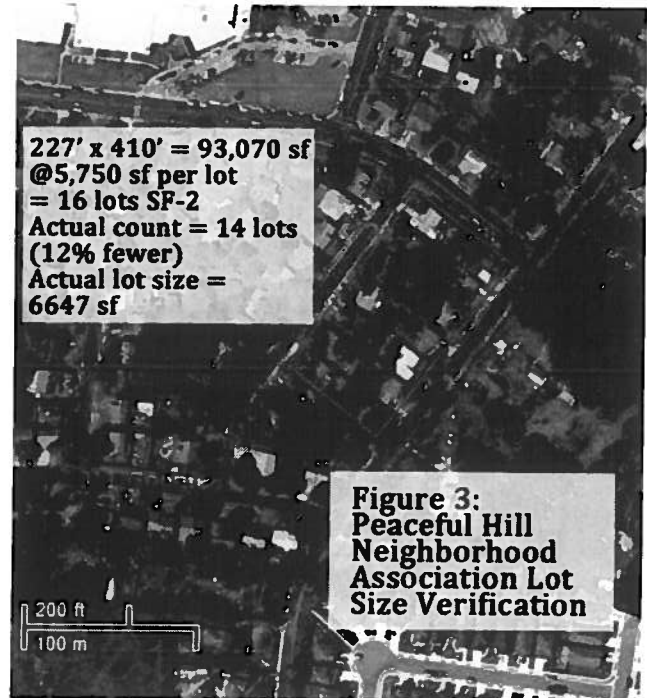 227' x 410' = 93,070 sf
@5,750 sf per lot
= 16 lots SF-2
Actual count = 14 lots
(12% fewer)
Actual lot size =
6647 sf
Figure 3:
Peaceful Hill
Neighborhood
Association Lot
Size Verification
200 ft
100 m